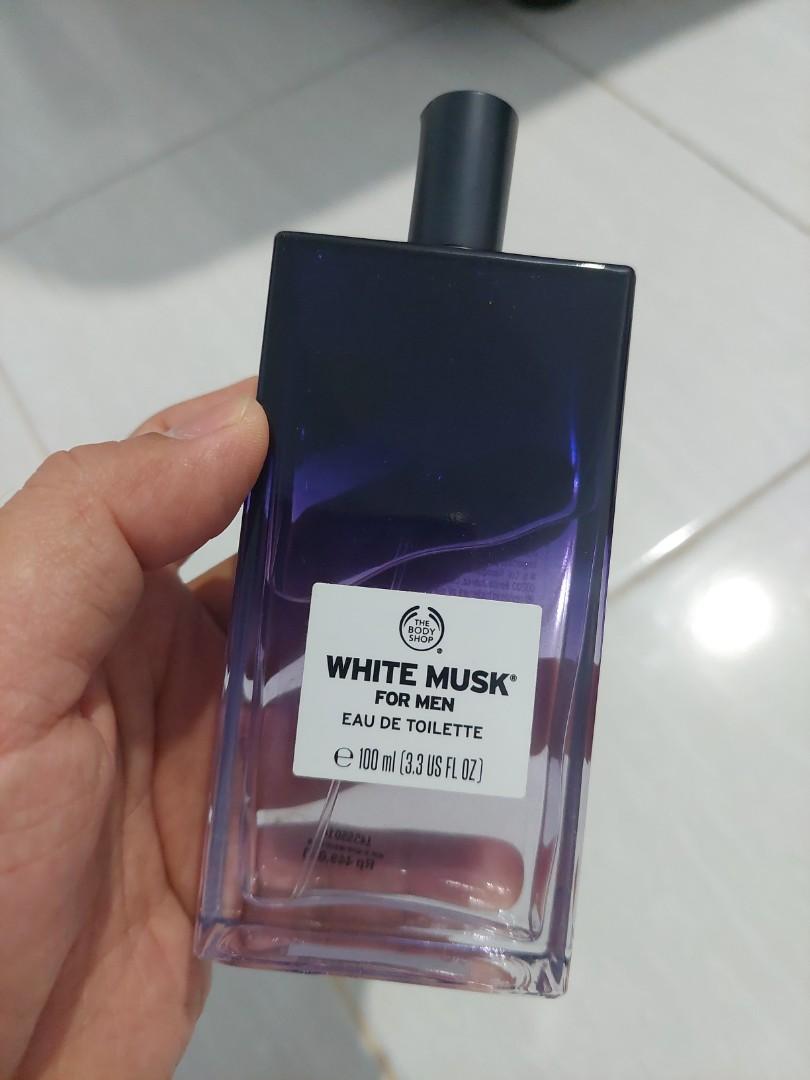 THE
BODY
SHOP
®
WHITE MUSK®
FOR MEN
EAU DE TOILETTE
℮ 100 ml (3.3 US FL OZ)